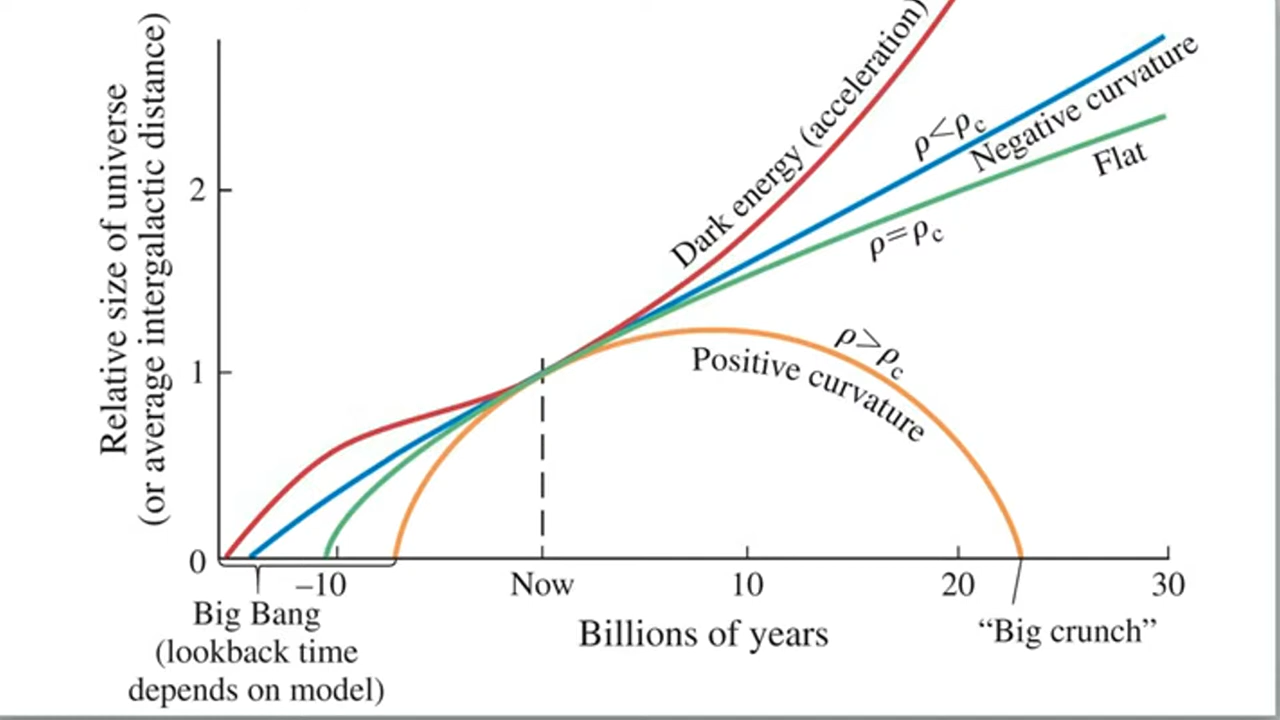 Relative size of universe
(or average intergalactic distance)
2
1
0
Dark energy (acceleration)
ρ<ρc
Negative curvature
Flat
ρ=ρc
ρ>ρc
Positive curvature
–10
Now
10
20
30
Billions of years
Big Bang
(lookback time
depends on model)
“Big crunch”